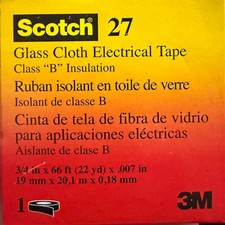 Scotch 27
Glass Cloth Electrical Tape
Class "B" Insulation
Ruban isolant en toile de verre
Isolant de classe B
Cinta de tela de fibra de vidrio
para aplicaciones eléctricas
Aislante de clase B
3/4 in x 66 ft (22 yd) x .007 in
19 mm x 20,1 m x 0,18 mm
1
3M